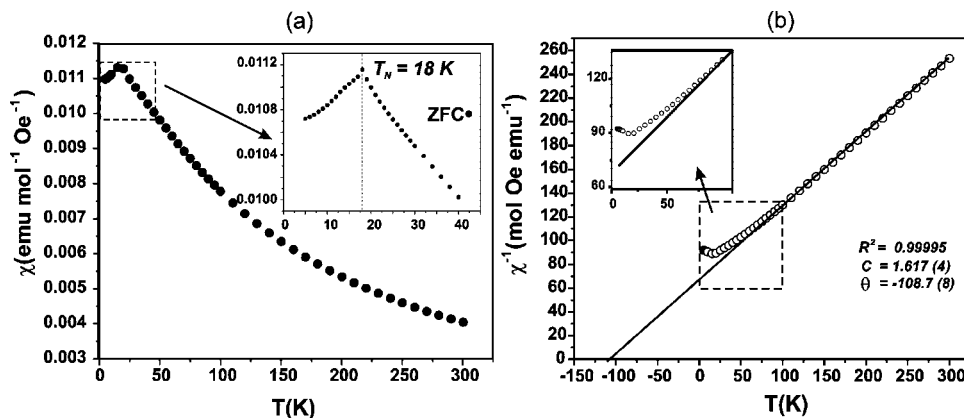 (a)
0.012
0.011
0.010
0.009
0.008
0.007
0.006
0.005
0.004
0.003
χ(emu mol⁻¹ Oe⁻¹)
0 50 100 150 200 250 300
T(K)
0.0112
0.0108
0.0104
0.0100
0 10 20 30 40
T_N = 18 K
ZFC
(b)
260
240
220
200
180
160
140
120
100
80
60
40
20
0
χ⁻¹(mol Oe emu⁻¹)
-150 -100 -50 0 50 100 150 200 250 300
T(K)
120
90
60
0 50
R² = 0.99995
C = 1.617 (4)
θ = -108.7 (8)